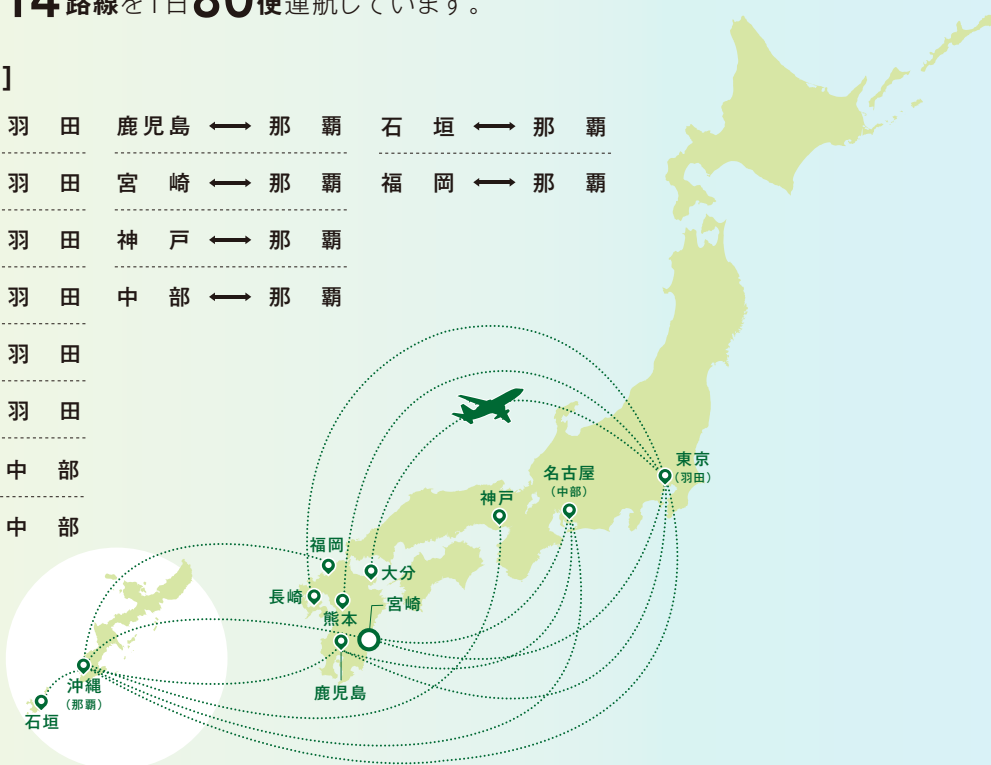 14路線を1日80便運航しています。
]
羽 田 鹿児島 ⟷ 那 覇 石 垣 ⟷ 那 覇
羽 田 宮 崎 ⟷ 那 覇 福 岡 ⟷ 那 覇
羽 田 神 戸 ⟷ 那 覇
羽 田 中 部 ⟷ 那 覇
羽 田
羽 田
中 部
中 部
東京
(羽田)
名古屋
(中部)
神戸
福岡
大分
長崎
熊本
宮崎
鹿児島
沖縄
(那覇)
石垣